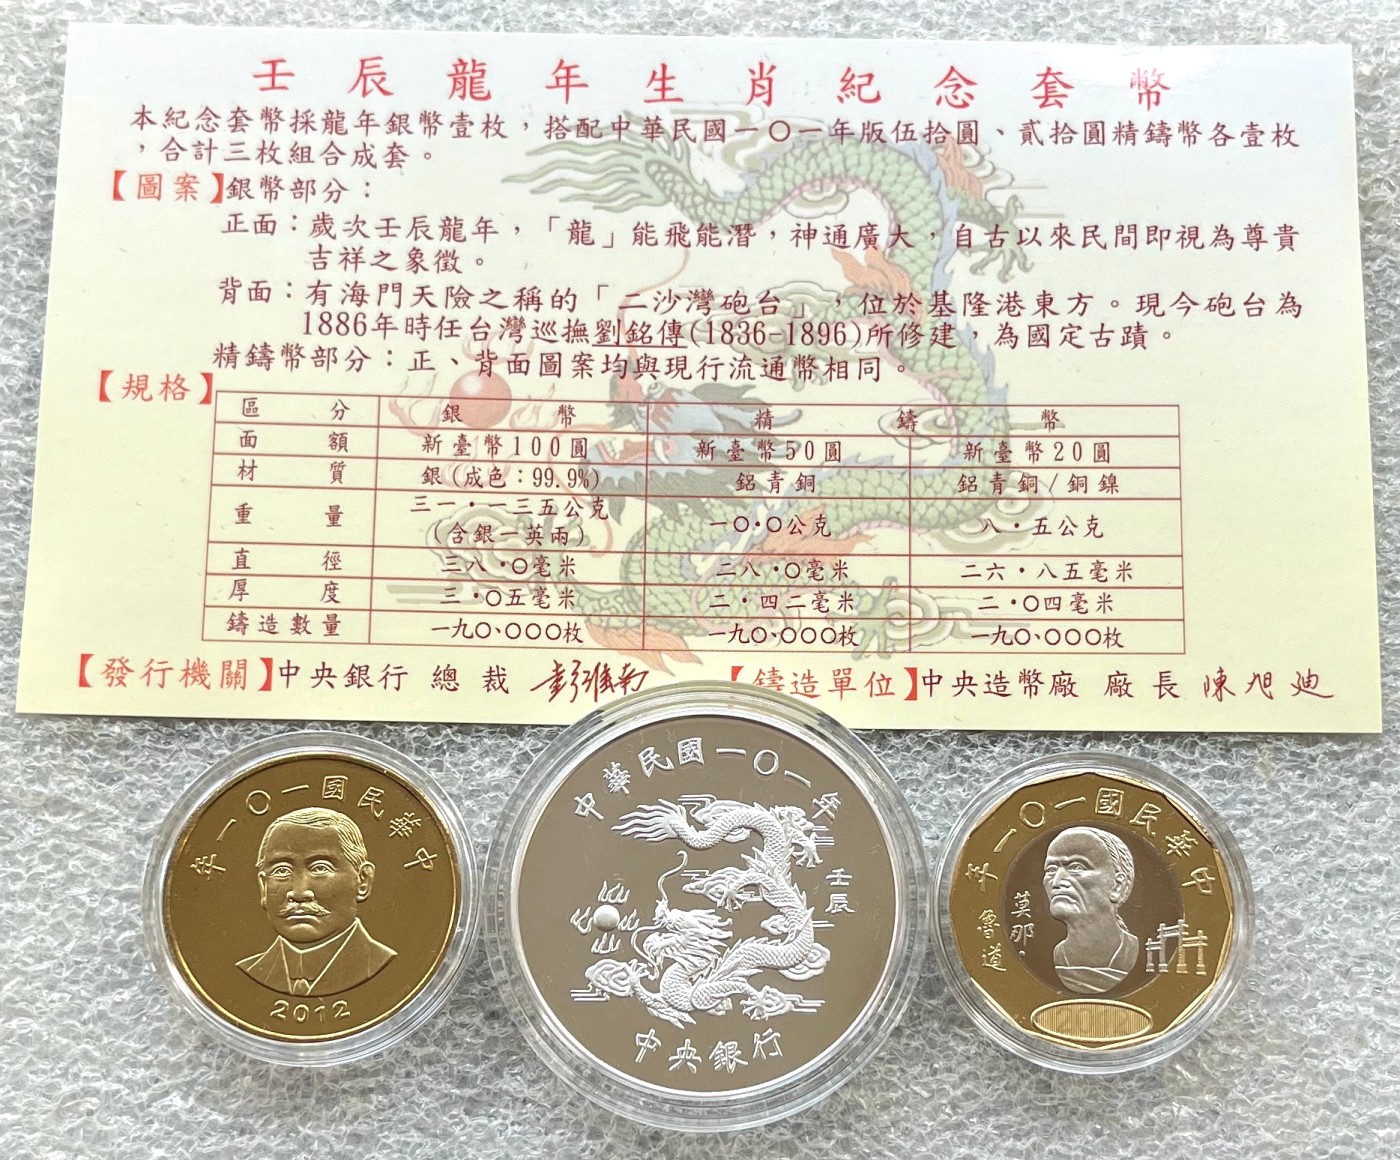 壬辰龍年生肖紀念套幣
本紀念套幣採龍年銀幣壹枚，搭配中華民國一〇一年版伍拾圓、貳拾圓精鑄幣各壹枚
，合計三枚組合成套。
【圖案】銀幣部分：
正面：歲次壬辰龍年，「龍」能飛能潛，神通廣大，自古以來民間即視為尊貴
吉祥之象徵。
背面：有海門天險之稱的「二沙灣砲台」，位於基隆港東方。現今砲台為
1886年時任台灣巡撫劉銘傳(1836-1896)所修建，為國定古蹟。
精鑄幣部分：正、背面圖案均與現行流通幣相同。
【規格】
區分 銀幣 精鑄幣
面額 新臺幣100圓 新臺幣50圓 新臺幣20圓
材質 銀(成色：99.9%) 鋁青銅 鋁青銅/銅鎳
重量 三一・一三五公克 一〇・〇公克 八・五公克
(含銀一英兩)
直徑 三八・〇毫米 二八・〇毫米 二六・八五毫米
厚度 三・〇五毫米 二・四二毫米 二・〇四毫米
鑄造數量 一九〇、〇〇〇枚 一九〇、〇〇〇枚 一九〇、〇〇〇枚
【發行機關】中央銀行 總裁 彭淮南 【鑄造單位】中央造幣廠 廠長 陳旭迪
年一〇一國民華中
2012
中華民國一〇一年
壬辰
中央銀行
年一〇一國民華中
莫那・
魯道